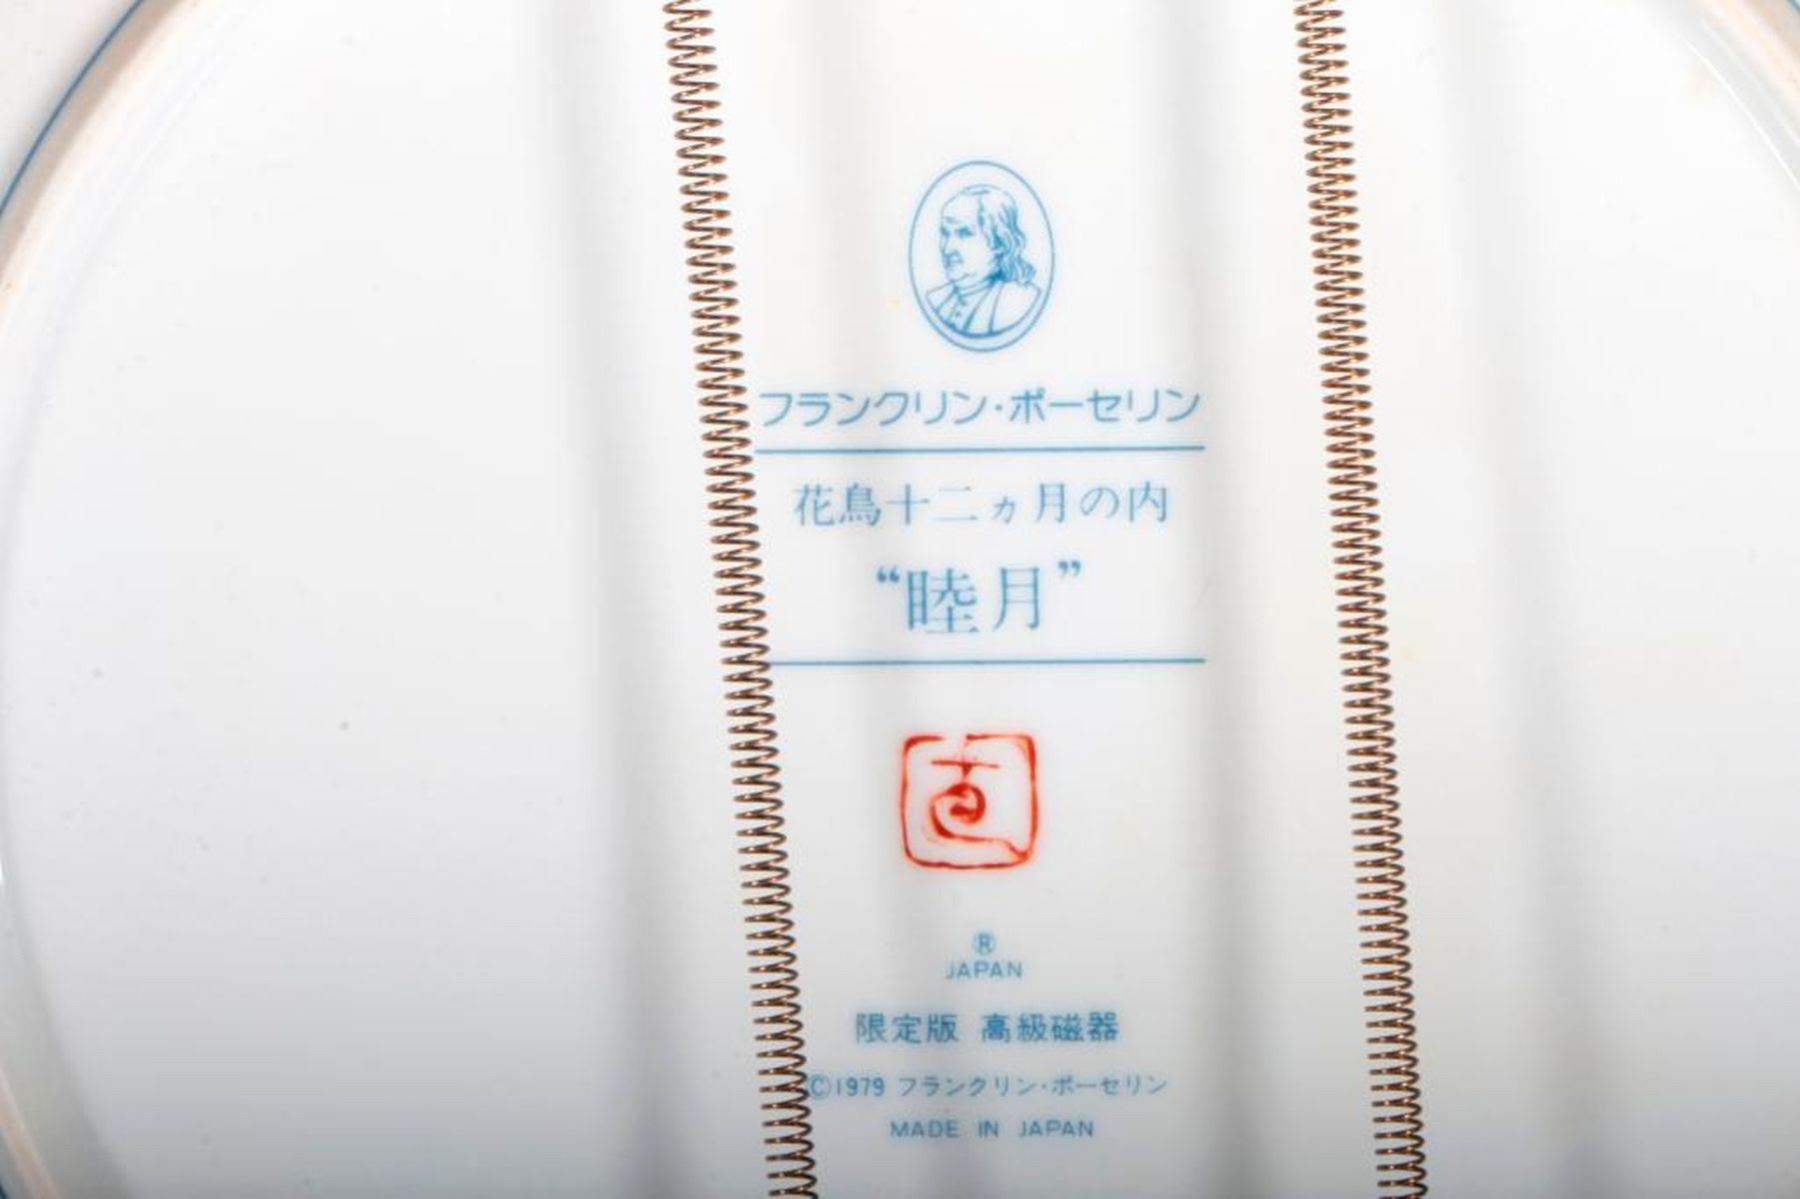 フランクリン・ポーセリン
花鳥十二ヵ月の内
“睦月”
®
JAPAN
限定版 高級磁器
©1979 フランクリン・ポーセリン
MADE IN JAPAN